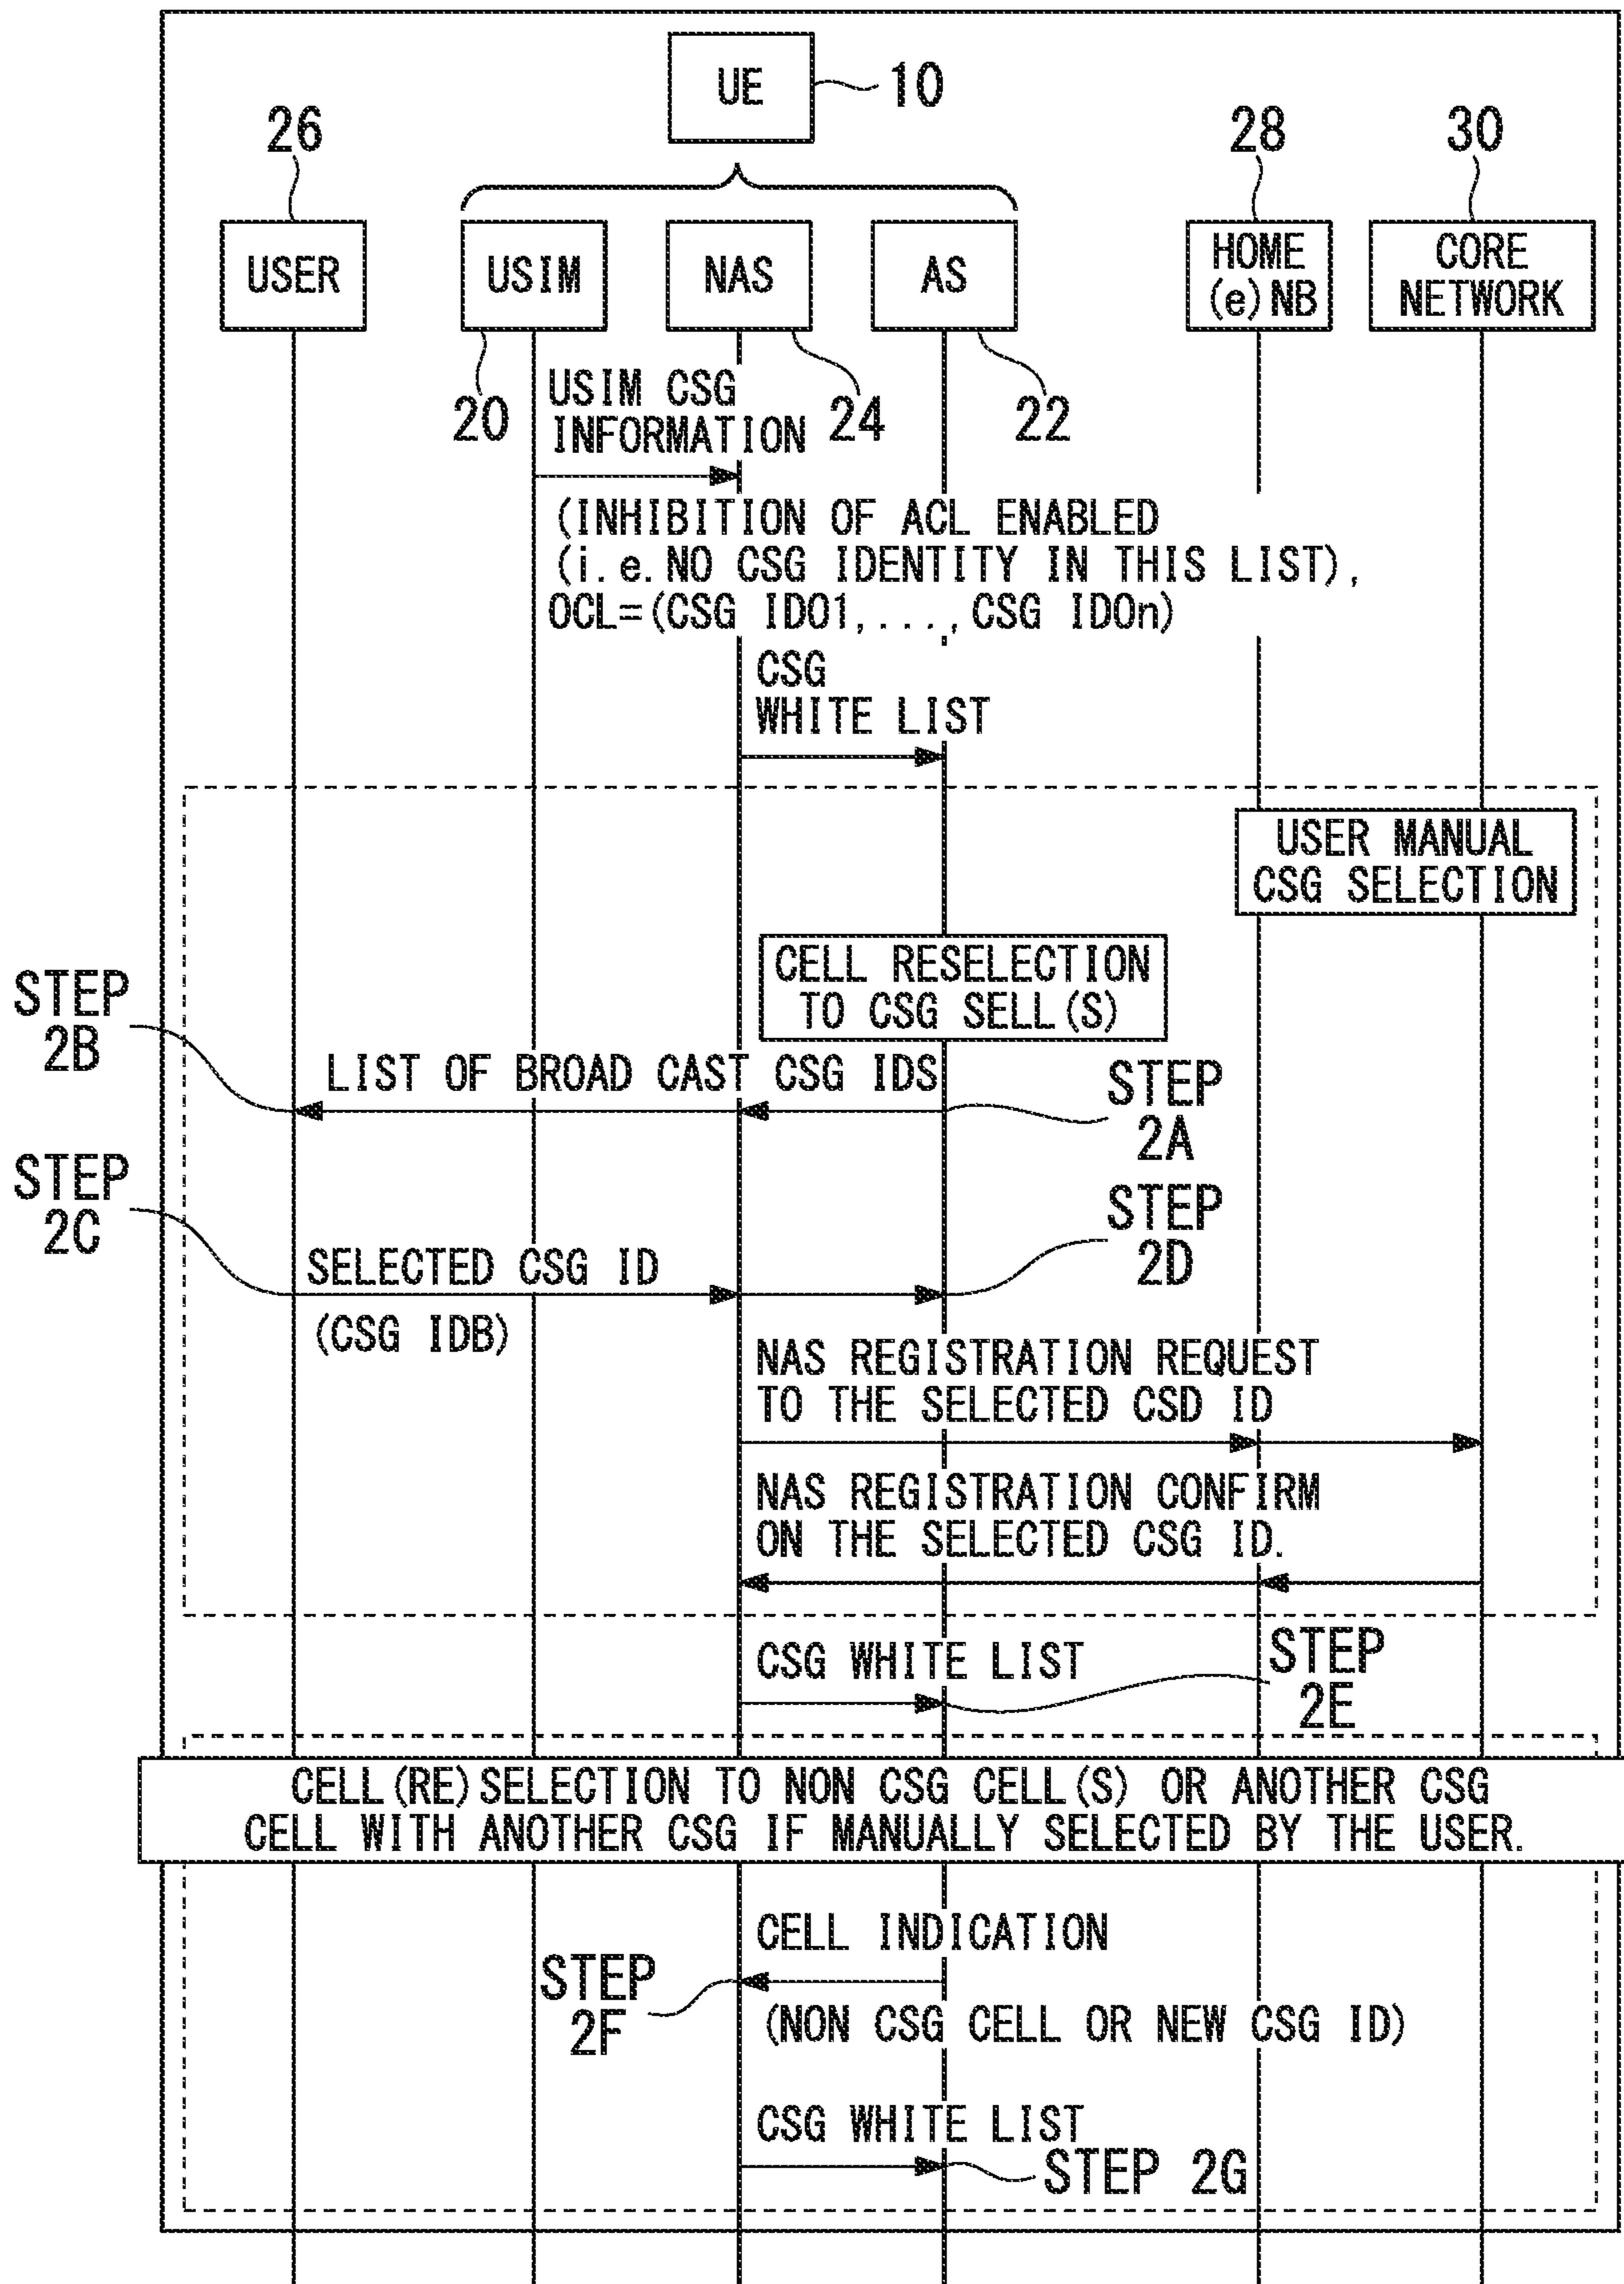 UE
10
26
28
30
USER
USIM
NAS
AS
HOME
(e)NB
CORE
NETWORK
20
24
22
USIM CSG
INFORMATION
(INHIBITION OF ACL ENABLED
(i.e.NO CSG IDENTITY IN THIS LIST),
OCL=(CSG ID01,...,CSG ID0n)
CSG
WHITE LIST
USER MANUAL
CSG SELECTION
CELL RESELECTION
TO CSG SELL(S)
STEP
2B
LIST OF BROAD CAST CSG IDS
STEP
2A
STEP
2C
STEP
2D
SELECTED CSG ID
(CSG IDB)
NAS REGISTRATION REQUEST
TO THE SELECTED CSD ID
NAS REGISTRATION CONFIRM
ON THE SELECTED CSG ID.
CSG WHITE LIST
STEP
2E
CELL(RE)SELECTION TO NON CSG CELL(S) OR ANOTHER CSG
CELL WITH ANOTHER CSG IF MANUALLY SELECTED BY THE USER.
CELL INDICATION
STEP
2F
(NON CSG CELL OR NEW CSG ID)
CSG WHITE LIST
STEP 2G